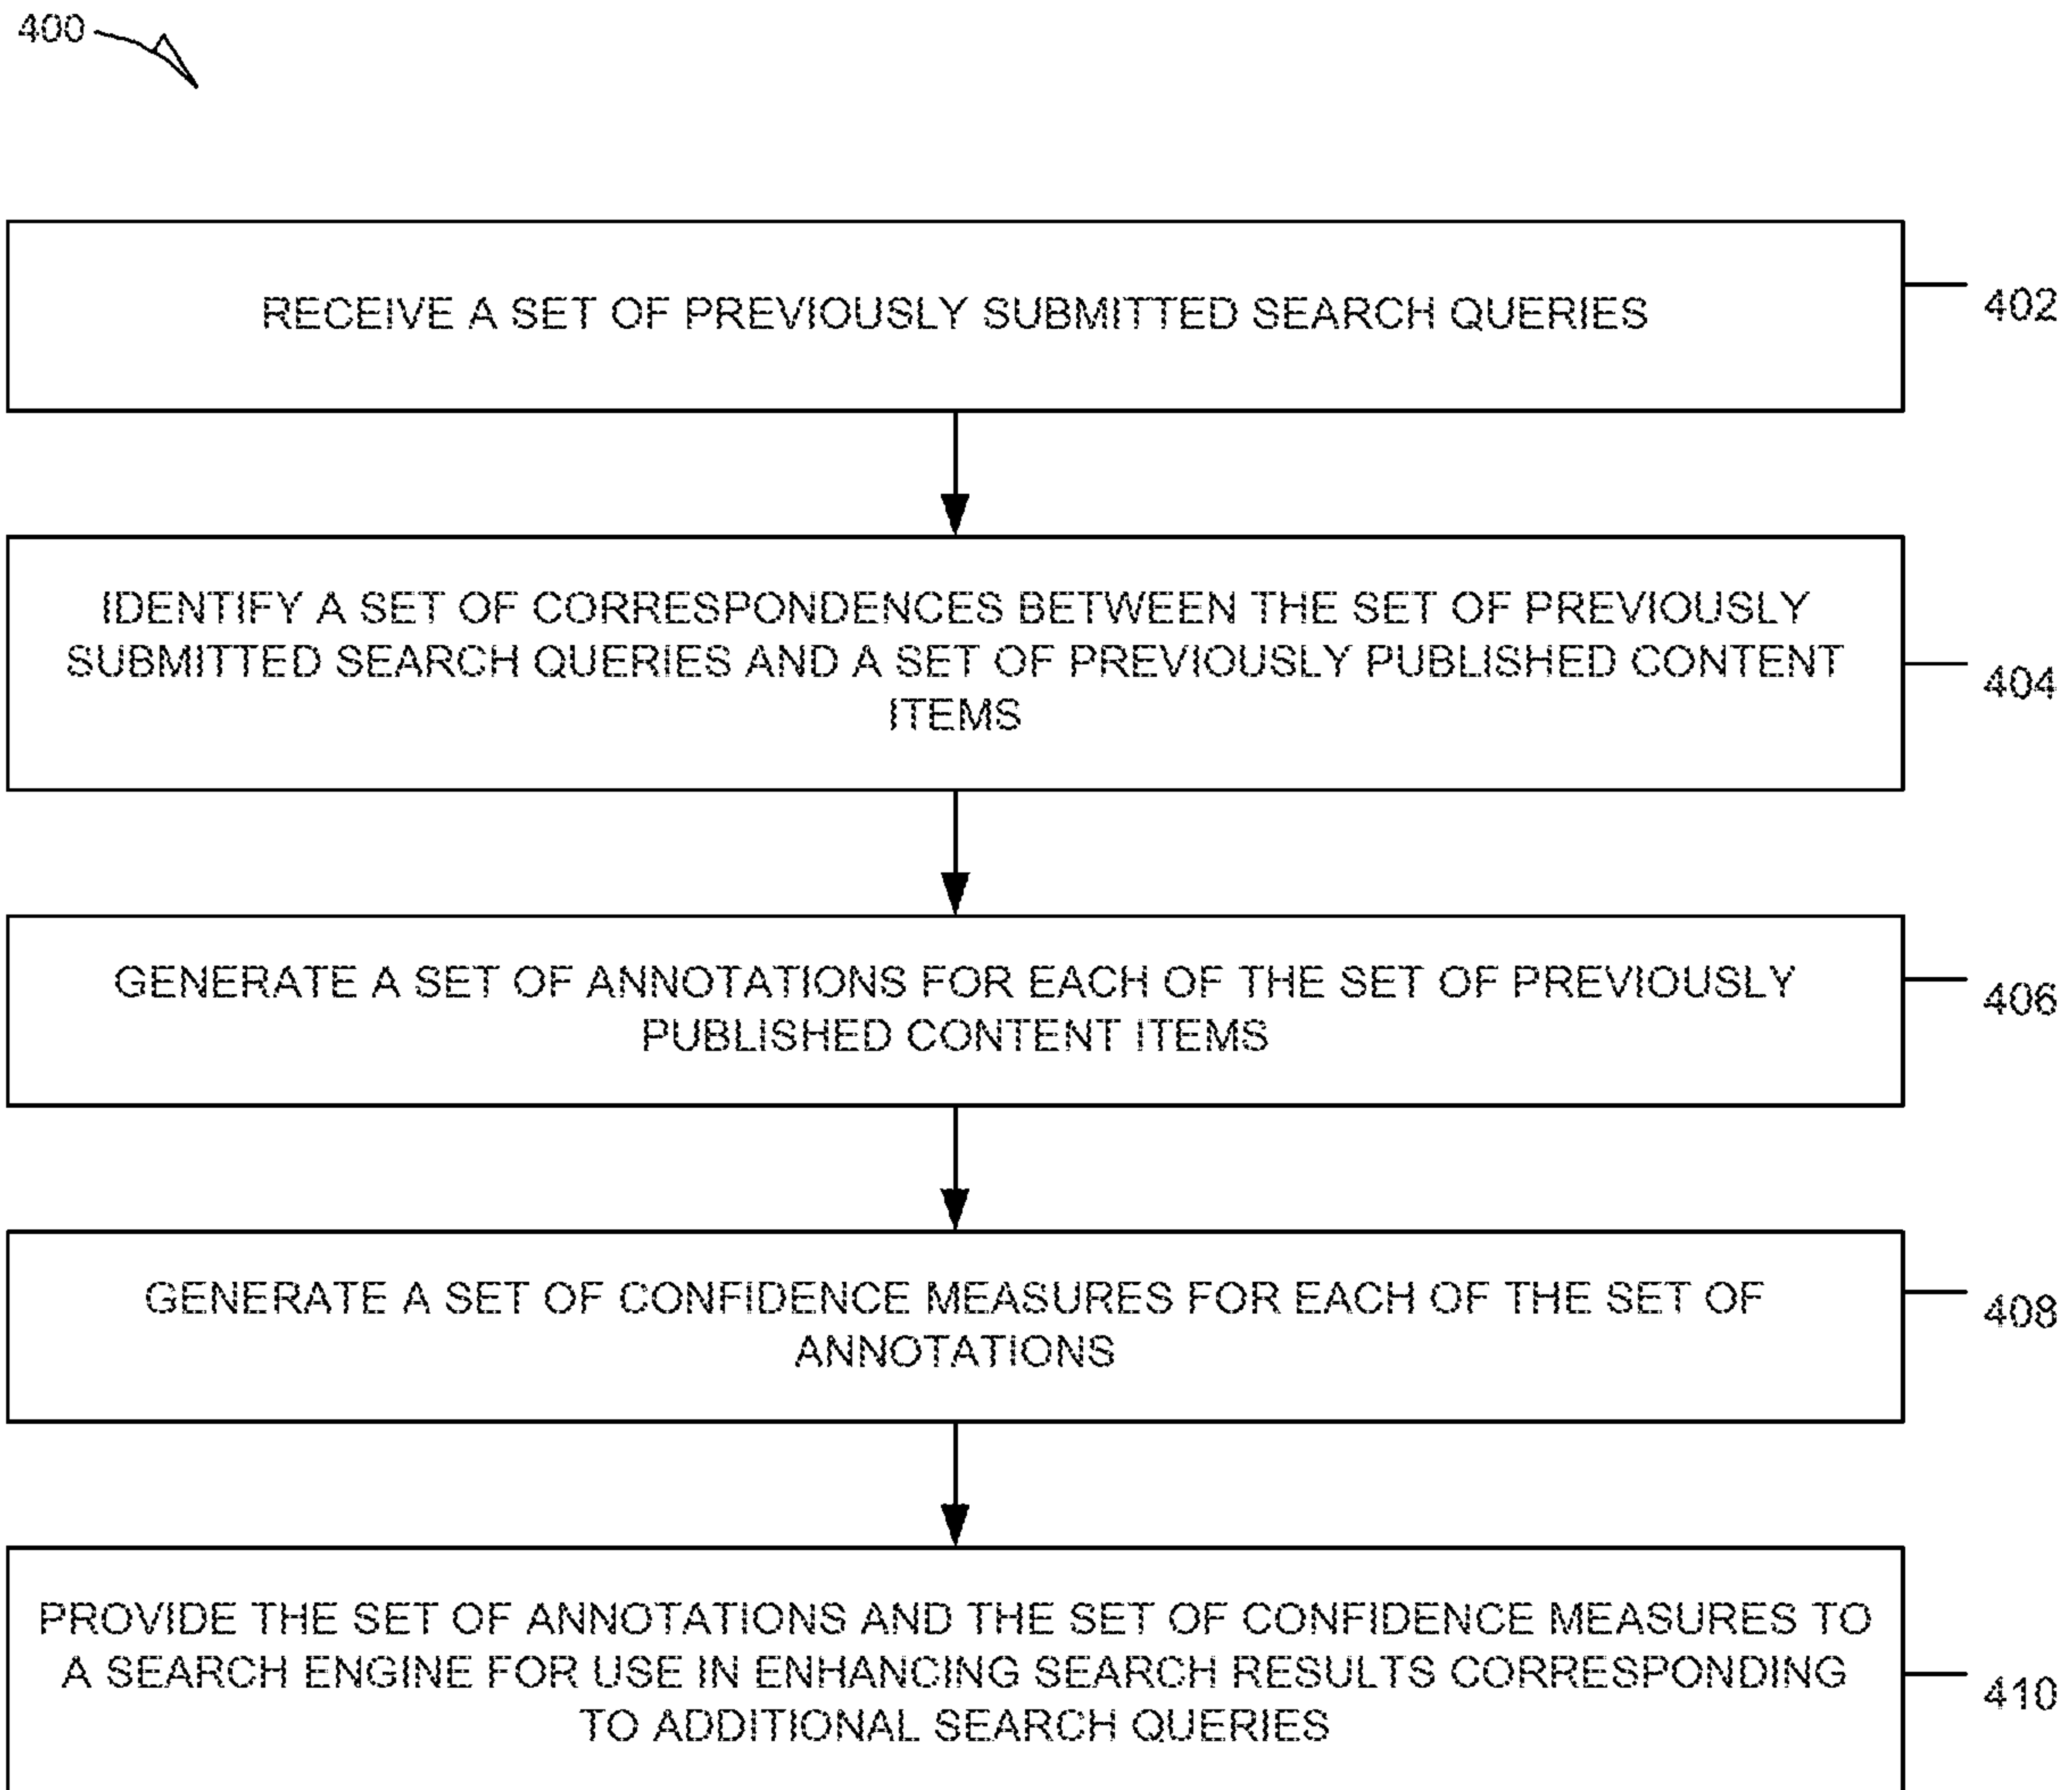 400
RECEIVE A SET OF PREVIOUSLY SUBMITTED SEARCH QUERIES
402
IDENTIFY A SET OF CORRESPONDENCES BETWEEN THE SET OF PREVIOUSLY
SUBMITTED SEARCH QUERIES AND A SET OF PREVIOUSLY PUBLISHED CONTENT
ITEMS
404
GENERATE A SET OF ANNOTATIONS FOR EACH OF THE SET OF PREVIOUSLY
PUBLISHED CONTENT ITEMS
406
GENERATE A SET OF CONFIDENCE MEASURES FOR EACH OF THE SET OF
ANNOTATIONS
408
PROVIDE THE SET OF ANNOTATIONS AND THE SET OF CONFIDENCE MEASURES TO
A SEARCH ENGINE FOR USE IN ENHANCING SEARCH RESULTS CORRESPONDING
TO ADDITIONAL SEARCH QUERIES
410